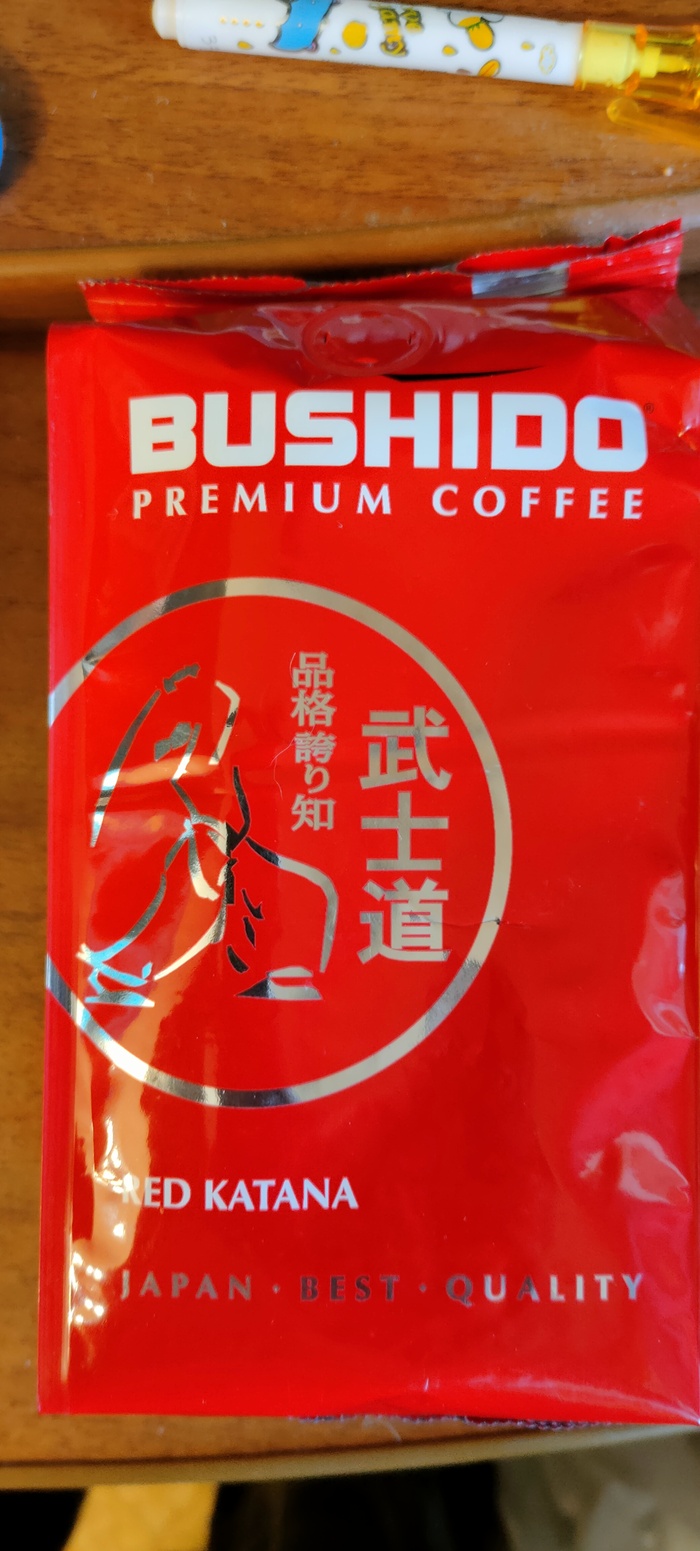 BUSHIDO®
PREMIUM COFFEE
武士道
品格誇り知
RED KATANA
JAPAN · BEST · QUALITY